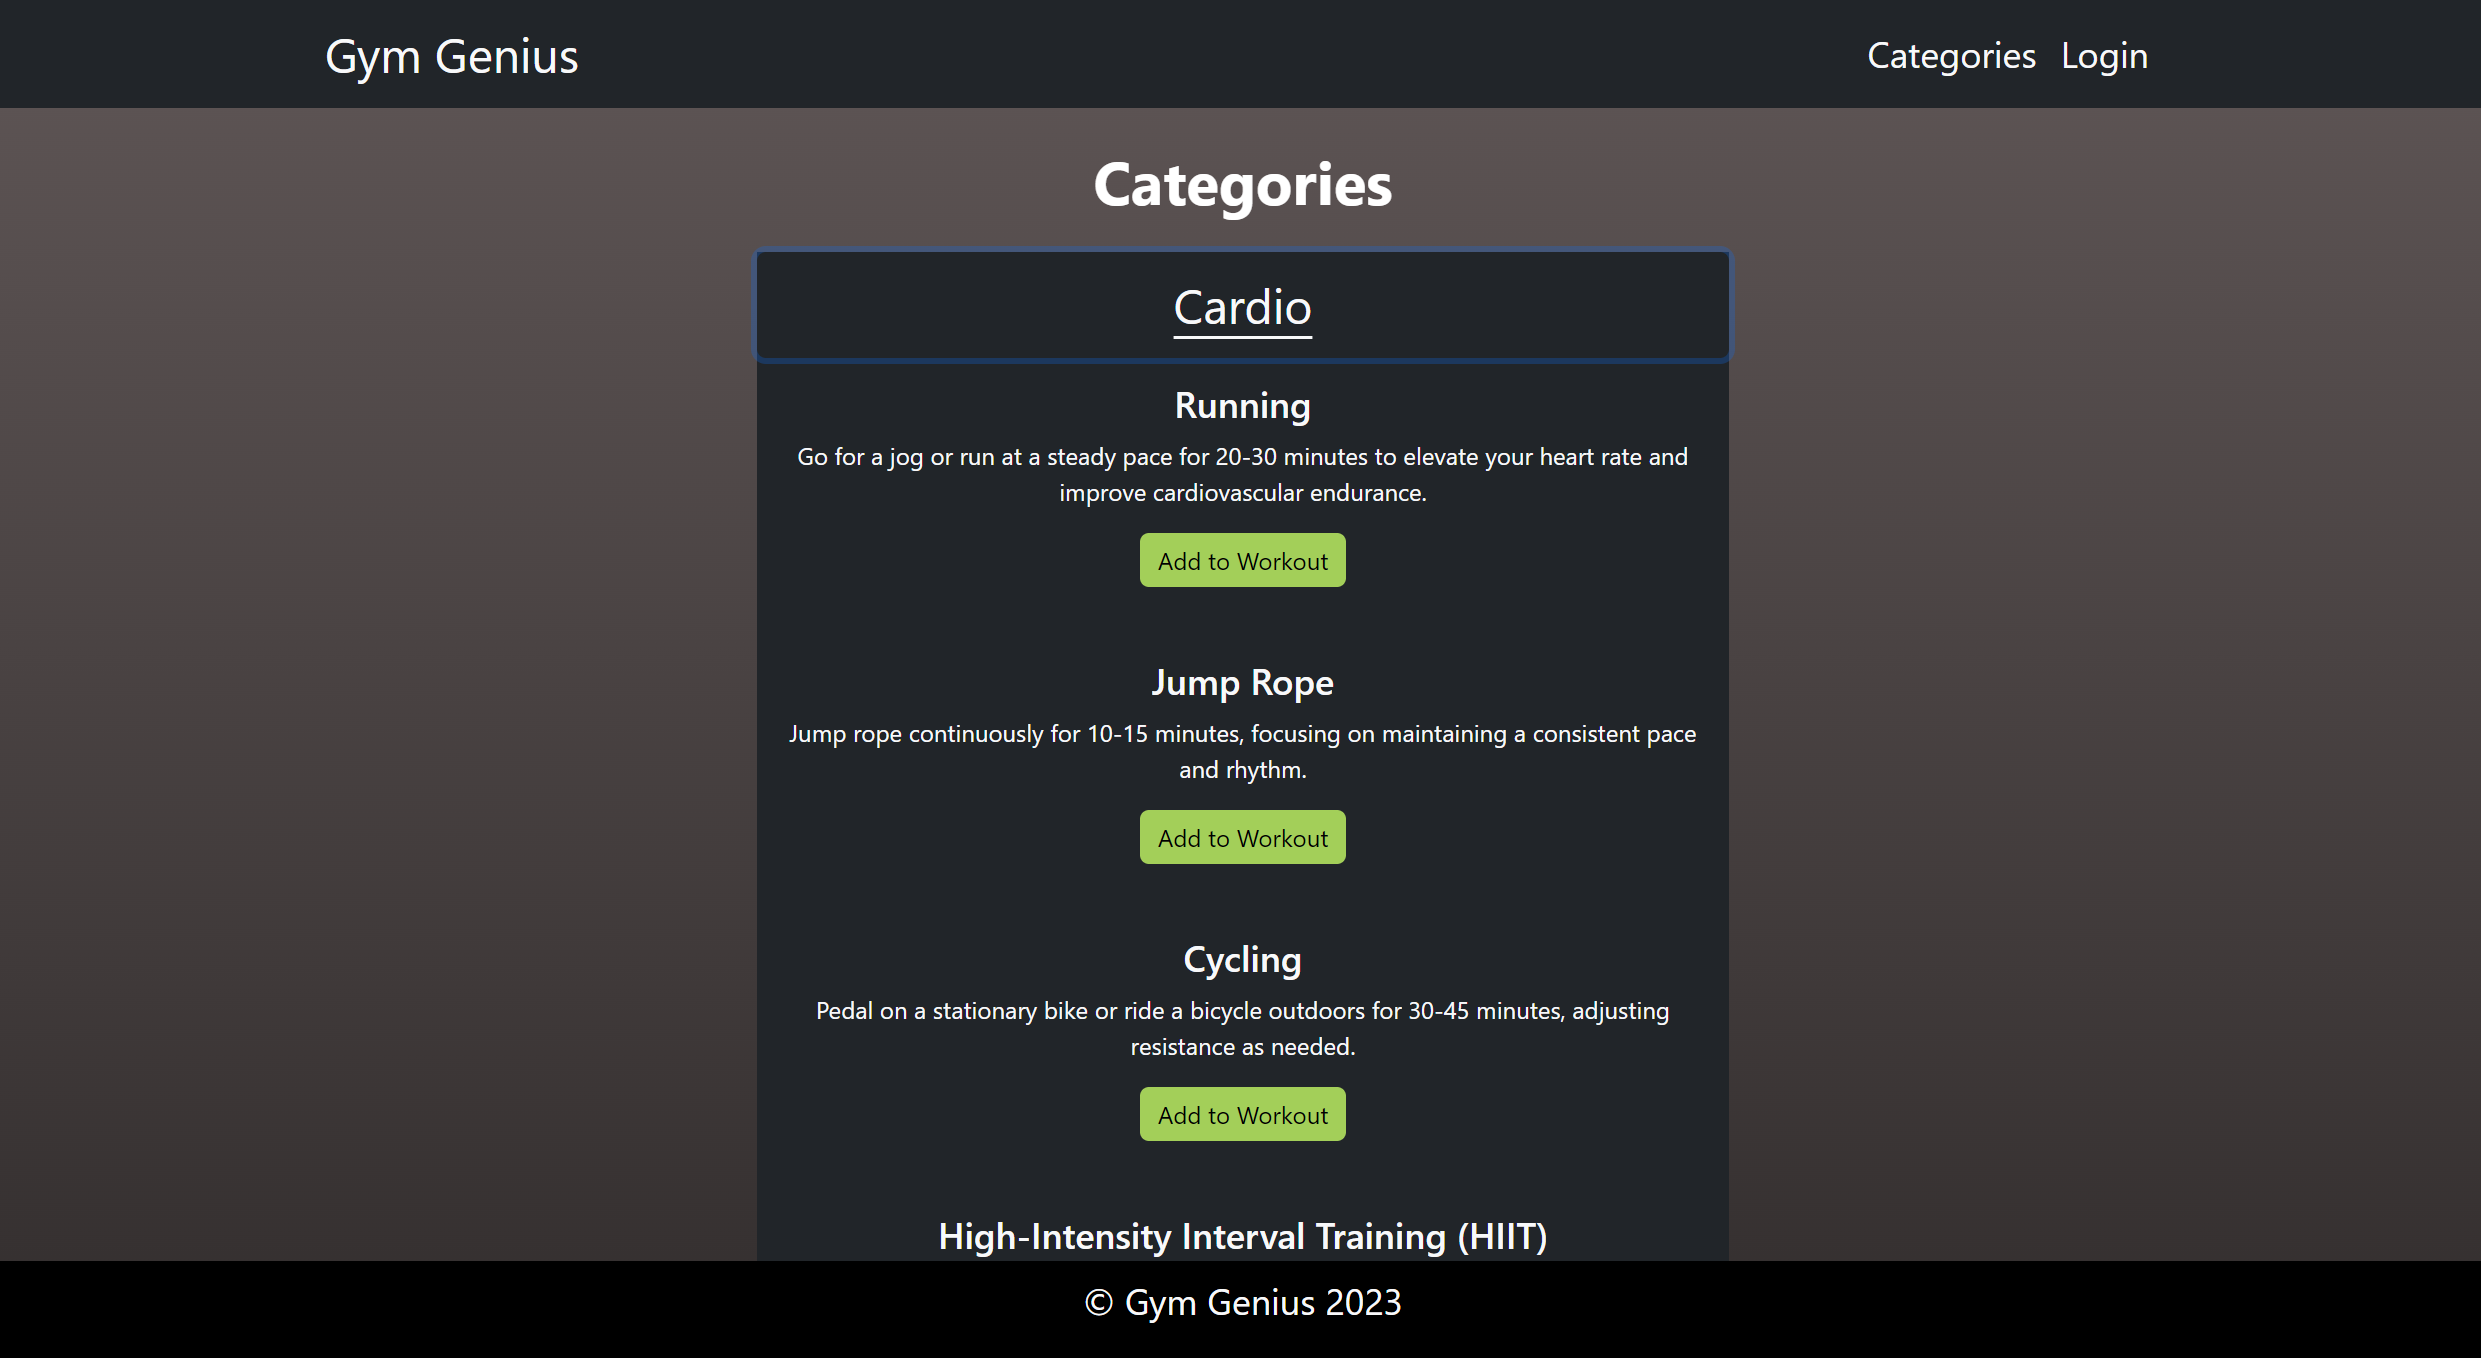 Gym Genius
Categories Login
Categories
Cardio
Running
Go for a jog or run at a steady pace for 20-30 minutes to elevate your heart rate and
improve cardiovascular endurance.
Add to Workout
Jump Rope
Jump rope continuously for 10-15 minutes, focusing on maintaining a consistent pace
and rhythm.
Add to Workout
Cycling
Pedal on a stationary bike or ride a bicycle outdoors for 30-45 minutes, adjusting
resistance as needed.
Add to Workout
High-Intensity Interval Training (HIIT)
© Gym Genius 2023